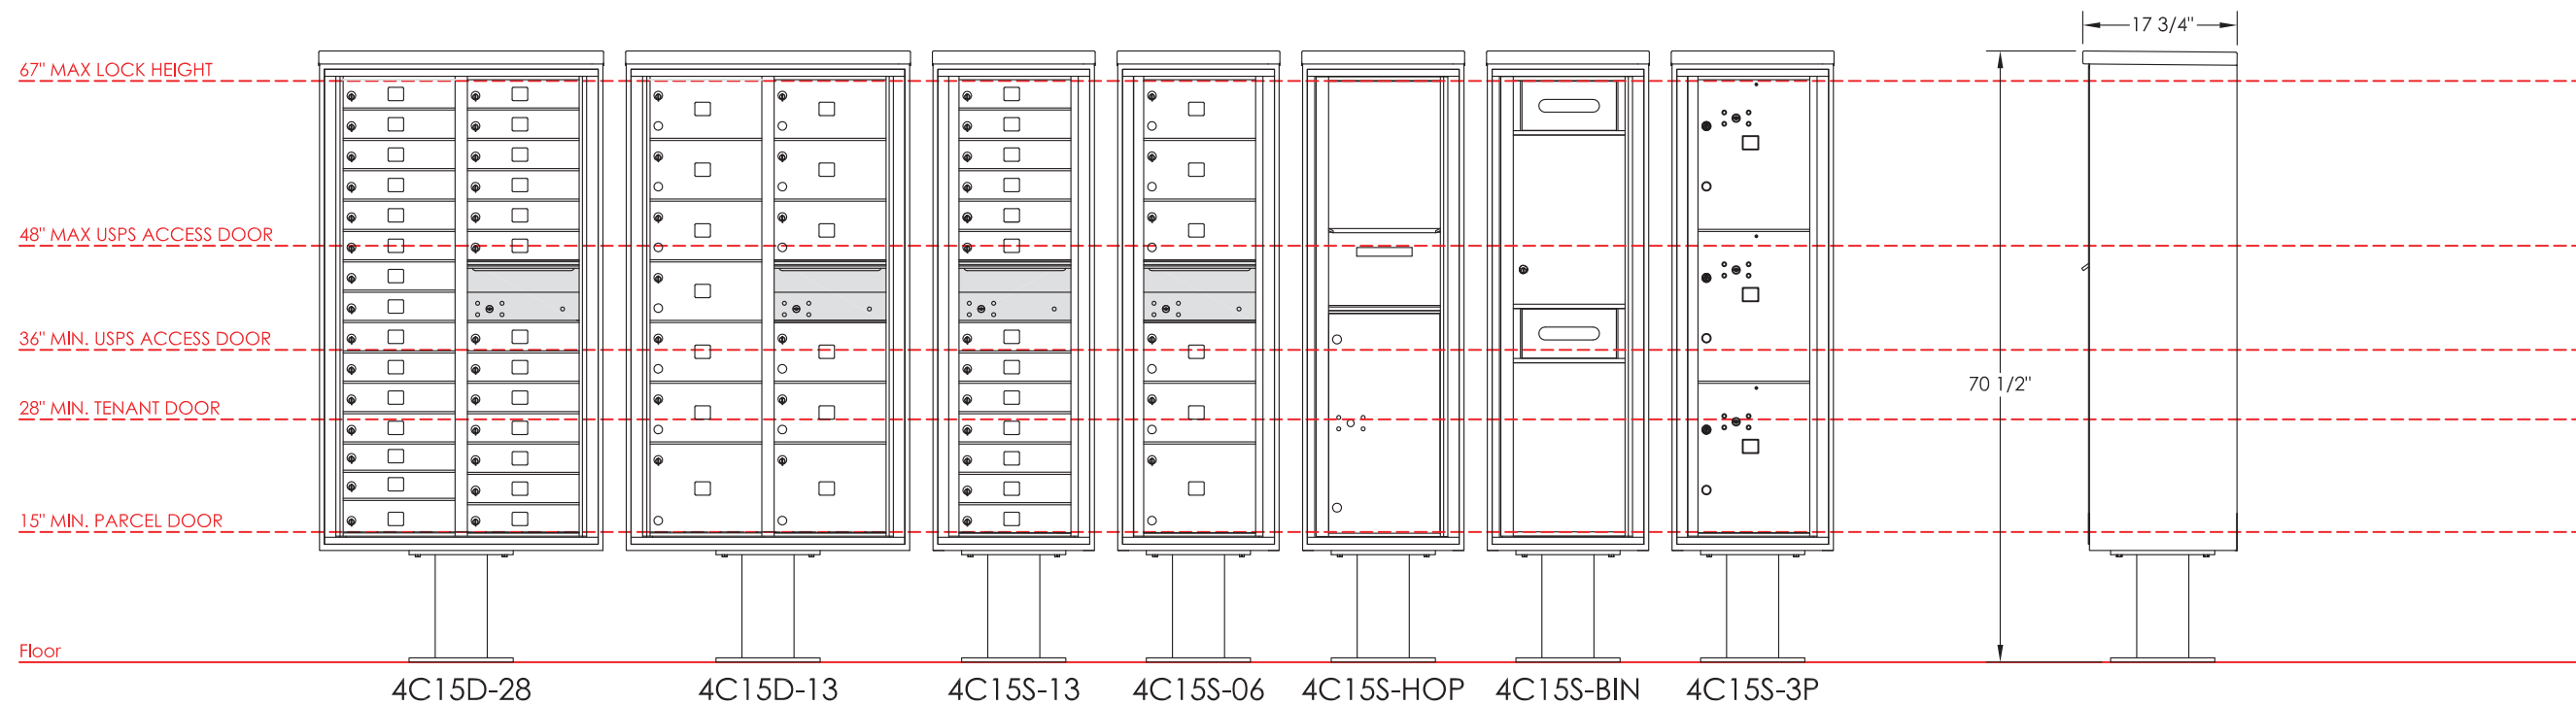 17 3/4"
67" MAX LOCK HEIGHT
48" MAX USPS ACCESS DOOR
36" MIN. USPS ACCESS DOOR
70 1/2"
28" MIN. TENANT DOOR
15" MIN. PARCEL DOOR
Floor
4C15D-28
4C15D-13
4C15S-13
4C15S-06
4C15S-HOP
4C15S-BIN
4C15S-3P